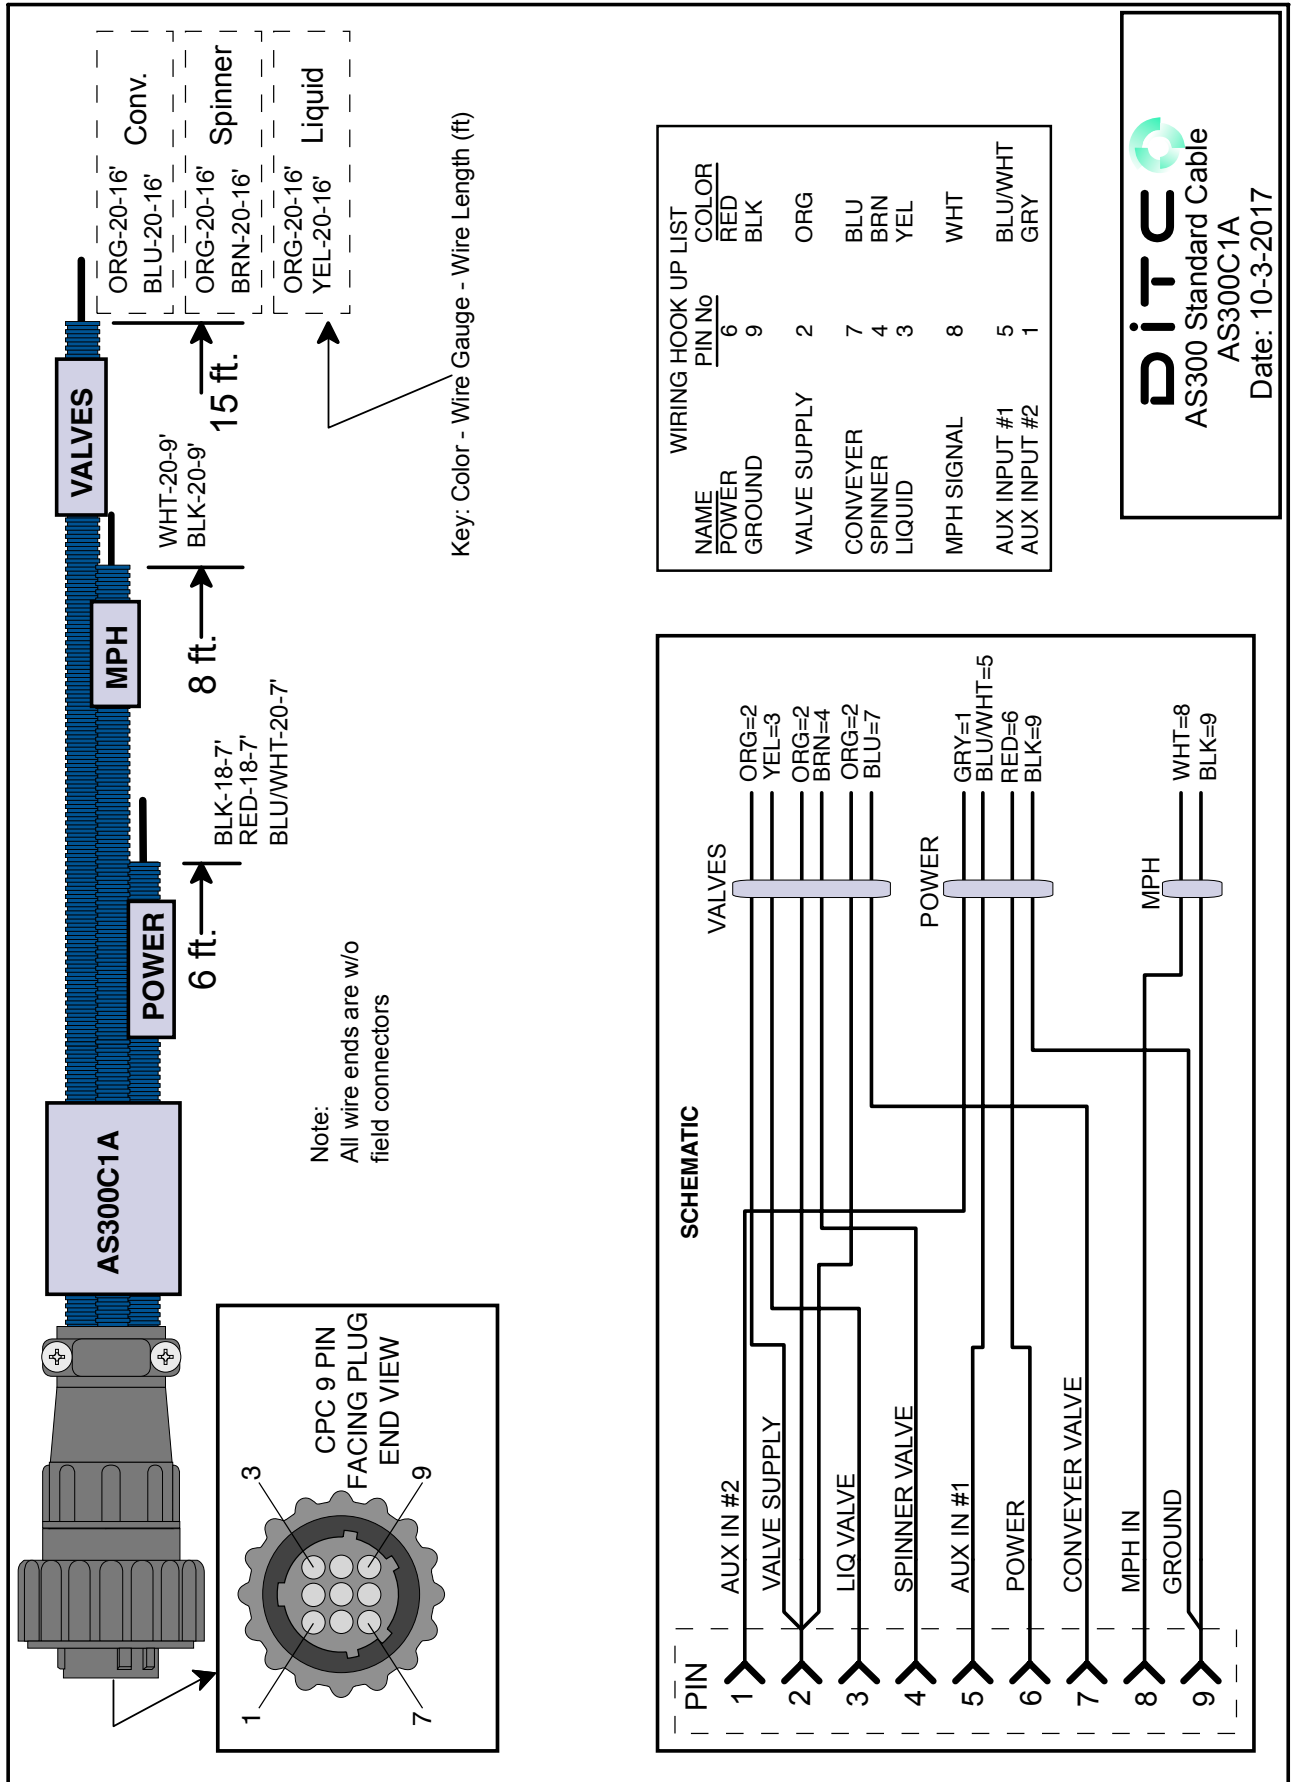 AS300C1A
POWER
MPH
VALVES
6 ft.
8 ft.
15 ft.
BLK-18-7'
RED-18-7'
BLU/WHT-20-7'
WHT-20-9'
BLK-20-9'
ORG-20-16'
BLU-20-16'
Conv.
ORG-20-16'
BRN-20-16'
Spinner
ORG-20-16'
YEL-20-16'
Liquid
Key: Color - Wire Gauge - Wire Length (ft)
Note:
All wire ends are w/o
field connectors
CPC 9 PIN
FACING PLUG
END VIEW
1
3
7
9
SCHEMATIC
PIN
1 AUX IN #2
2 VALVE SUPPLY
3 LIQ VALVE
4 SPINNER VALVE
5 AUX IN #1
6 POWER
7 CONVEYER VALVE
8 MPH IN
9 GROUND
VALVES
ORG=2
YEL=3
ORG=2
BRN=4
ORG=2
BLU=7
POWER
GRY=1
BLU/WHT=5
RED=6
BLK=9
MPH
WHT=8
BLK=9
WIRING HOOK UP LIST
NAME PIN No COLOR
POWER 6 RED
GROUND 9 BLK
VALVE SUPPLY 2 ORG
CONVEYER 7 BLU
SPINNER 4 BRN
LIQUID 3 YEL
MPH SIGNAL 8 WHT
AUX INPUT #1 5 BLU/WHT
AUX INPUT #2 1 GRY
DiTCO
AS300 Standard Cable
AS300C1A
Date: 10-3-2017